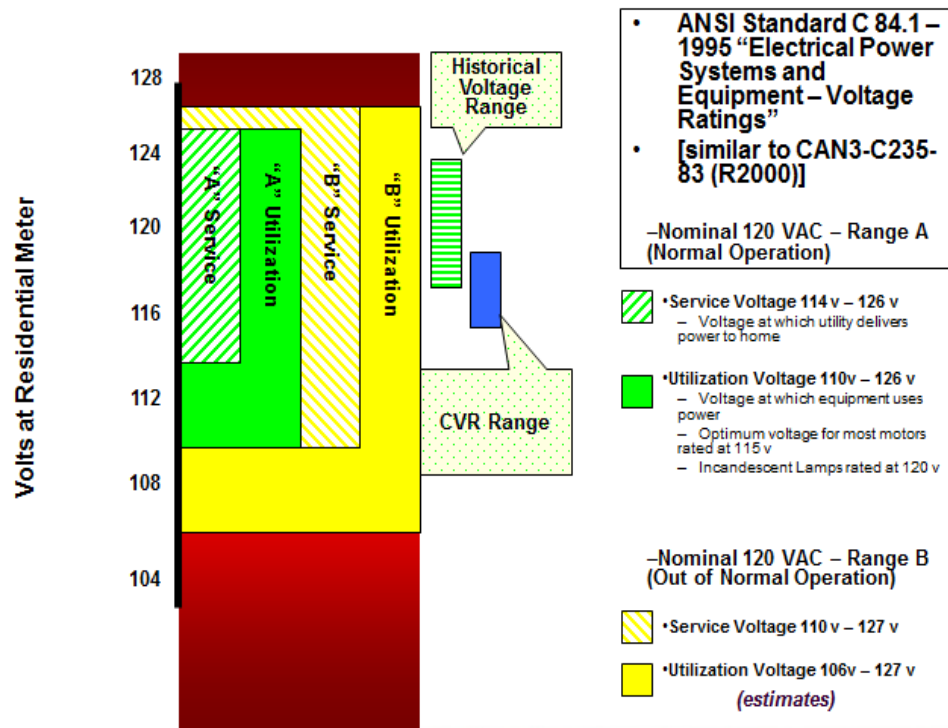 Volts at Residential Meter
128
124
120
116
112
108
104
“A” Service
“A” Utilization
“B” Service
“B” Utilization
Historical
Voltage
Range
CVR Range
• ANSI Standard C 84.1 –
1995 “Electrical Power
Systems and
Equipment – Voltage
Ratings”
• [similar to CAN3-C235-
83 (R2000)]
–Nominal 120 VAC – Range A
(Normal Operation)
•Service Voltage 114 v – 126 v
– Voltage at which utility delivers
power to home
•Utilization Voltage 110v – 126 v
– Voltage at which equipment uses
power
– Optimum voltage for most motors
rated at 115 v
– Incandescent Lamps rated at 120 v
–Nominal 120 VAC – Range B
(Out of Normal Operation)
•Service Voltage 110 v – 127 v
•Utilization Voltage 106v – 127 v
(estimates)